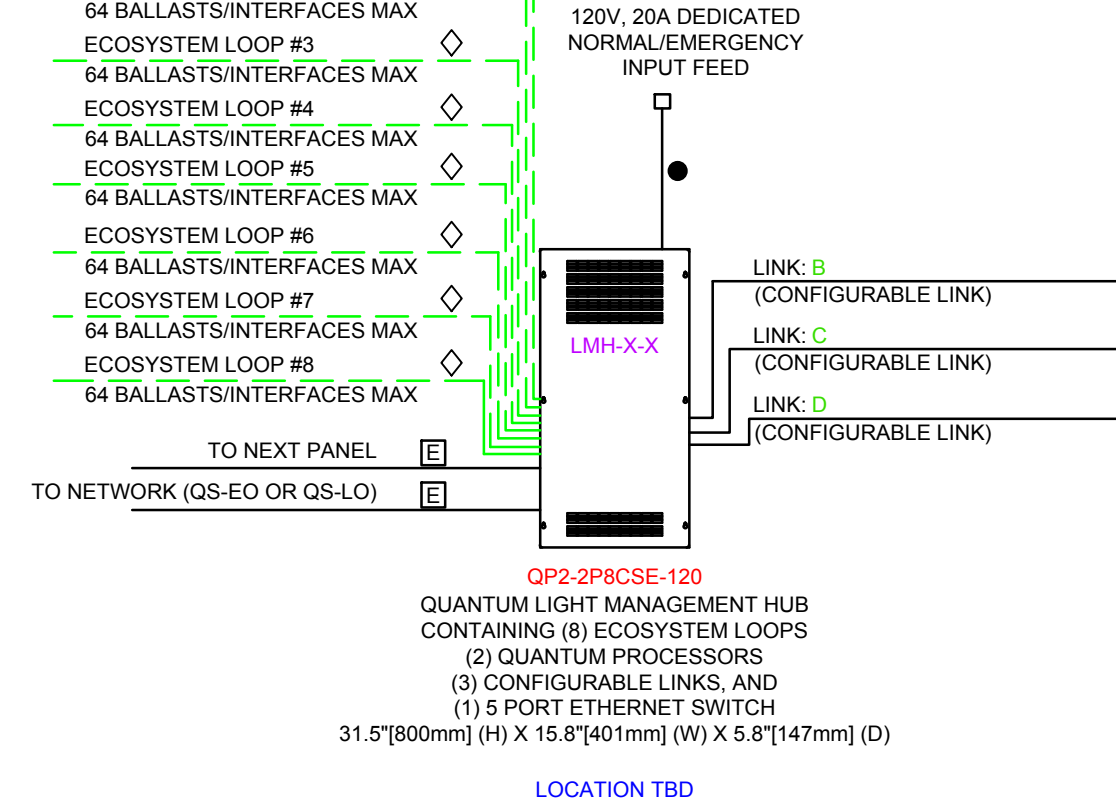 64 BALLASTS/INTERFACES MAX
ECOSYSTEM LOOP #3
64 BALLASTS/INTERFACES MAX
ECOSYSTEM LOOP #4
64 BALLASTS/INTERFACES MAX
ECOSYSTEM LOOP #5
64 BALLASTS/INTERFACES MAX
ECOSYSTEM LOOP #6
64 BALLASTS/INTERFACES MAX
ECOSYSTEM LOOP #7
64 BALLASTS/INTERFACES MAX
ECOSYSTEM LOOP #8
64 BALLASTS/INTERFACES MAX
TO NEXT PANEL E
TO NETWORK (QS-EO OR QS-LO) E
120V, 20A DEDICATED
NORMAL/EMERGENCY
INPUT FEED
LMH-X-X
LINK: B
(CONFIGURABLE LINK)
LINK: C
(CONFIGURABLE LINK)
LINK: D
(CONFIGURABLE LINK)
QP2-2P8CSE-120
QUANTUM LIGHT MANAGEMENT HUB
CONTAINING (8) ECOSYSTEM LOOPS
(2) QUANTUM PROCESSORS
(3) CONFIGURABLE LINKS, AND
(1) 5 PORT ETHERNET SWITCH
31.5"[800mm] (H) X 15.8"[401mm] (W) X 5.8"[147mm] (D)
LOCATION TBD